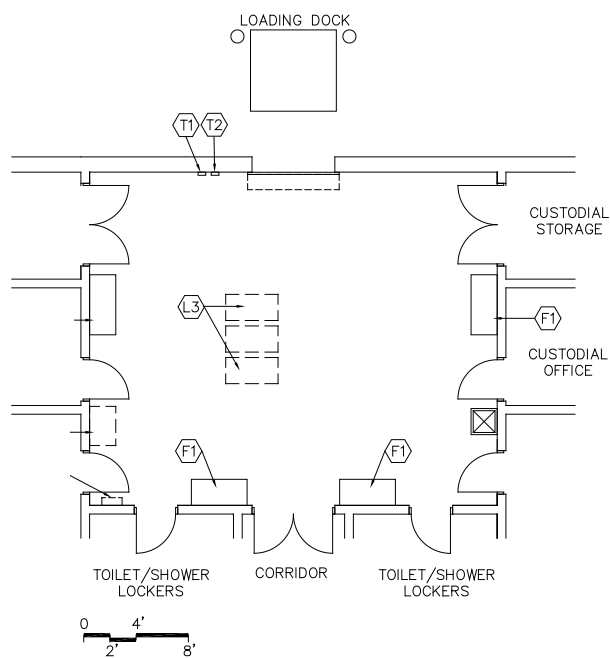 LOADING DOCK
T1 T2
CUSTODIAL
STORAGE
L3
F1
CUSTODIAL
OFFICE
F1
F1
TOILET/SHOWER
LOCKERS
CORRIDOR
TOILET/SHOWER
LOCKERS
0 4'
2' 8'